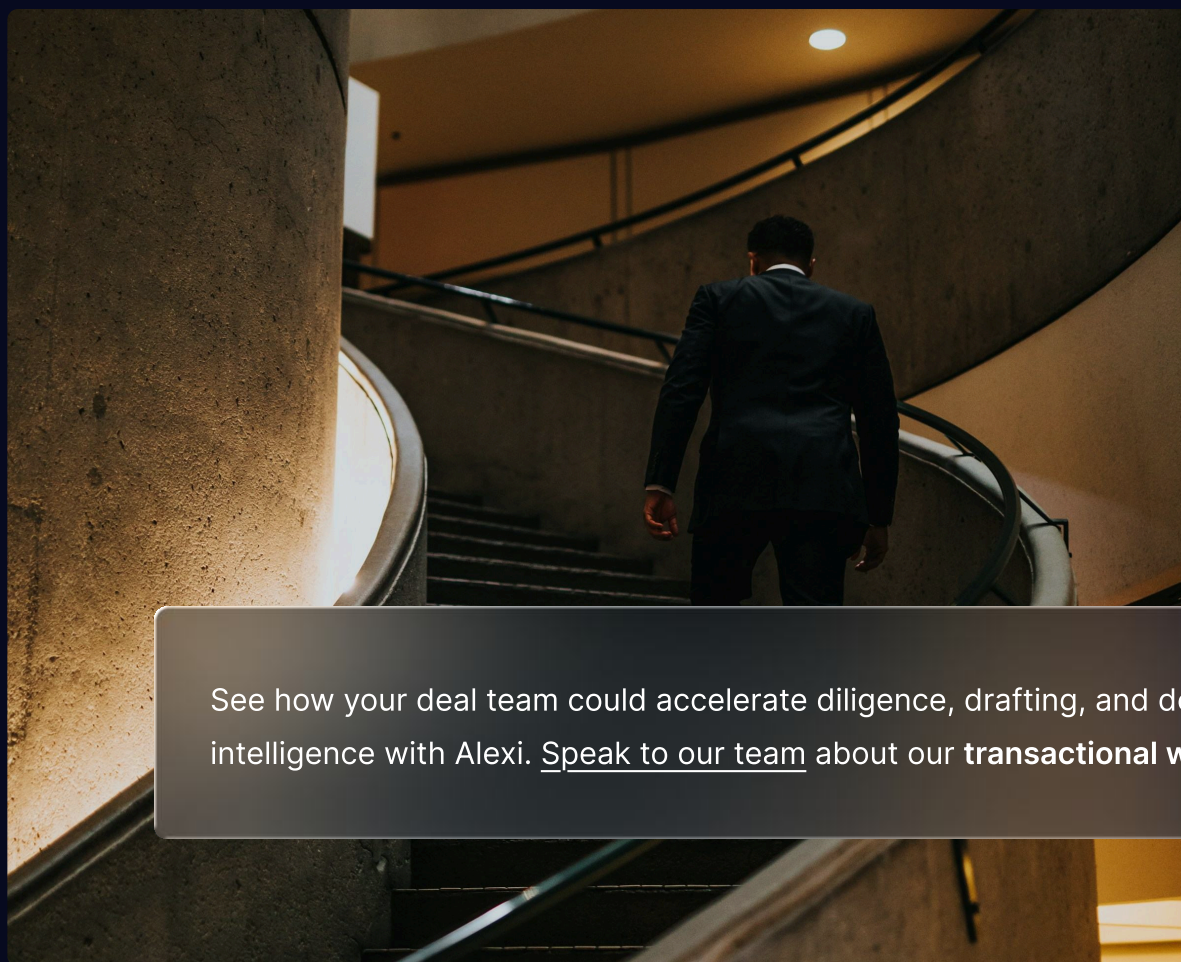 See how your deal team could accelerate diligence, drafting, and
intelligence with Alexi. Speak to our team about our transactional